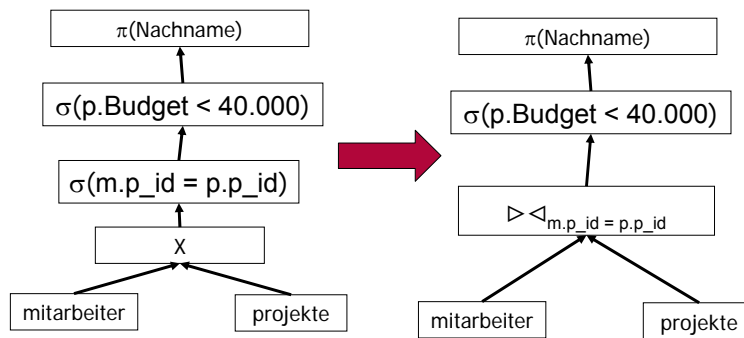 π(Nachname)
σ(p.Budget < 40.000)
σ(m.p_id = p.p_id)
X
mitarbeiter
projekte
π(Nachname)
σ(p.Budget < 40.000)
▷◁m.p_id = p.p_id
mitarbeiter
projekte